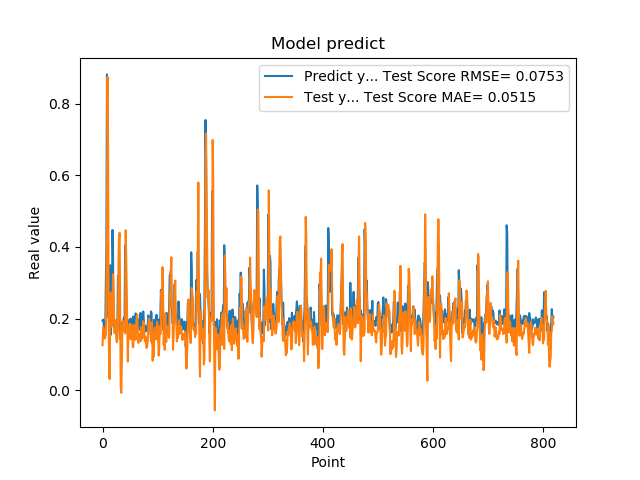 Model predict
Predict y... Test Score RMSE= 0.0753
Test y... Test Score MAE= 0.0515
Real value
0.8
0.6
0.4
0.2
0.0
0 200 400 600 800
Point